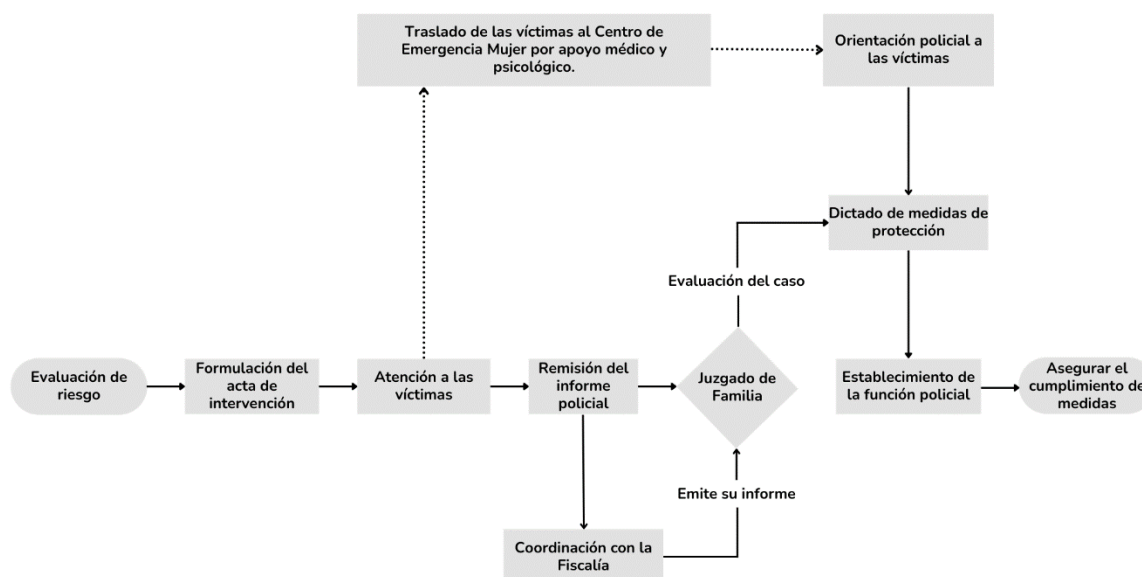 Traslado de las víctimas al Centro de
Emergencia Mujer por apoyo médico y
psicológico.
Orientación policial a
las víctimas
Dictado de medidas de
protección
Evaluación del caso
Evaluación de
riesgo
Formulación del
acta de
intervención
Atención a las
víctimas
Remisión del
informe
policial
Juzgado de
Familia
Establecimiento de
la función policial
Asegurar el
cumplimiento de
medidas
Emite su informe
Coordinación con la
Fiscalía